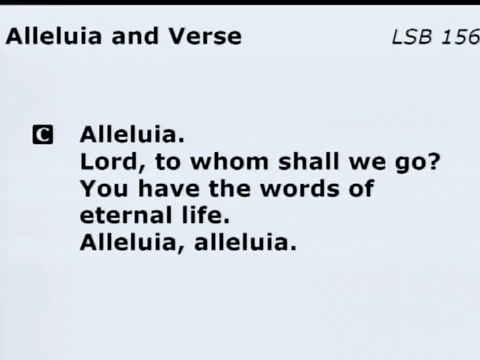 Alleluia and Verse LSB 156
C Alleluia.
Lord, to whom shall we go?
You have the words of
eternal life.
Alleluia, alleluia.